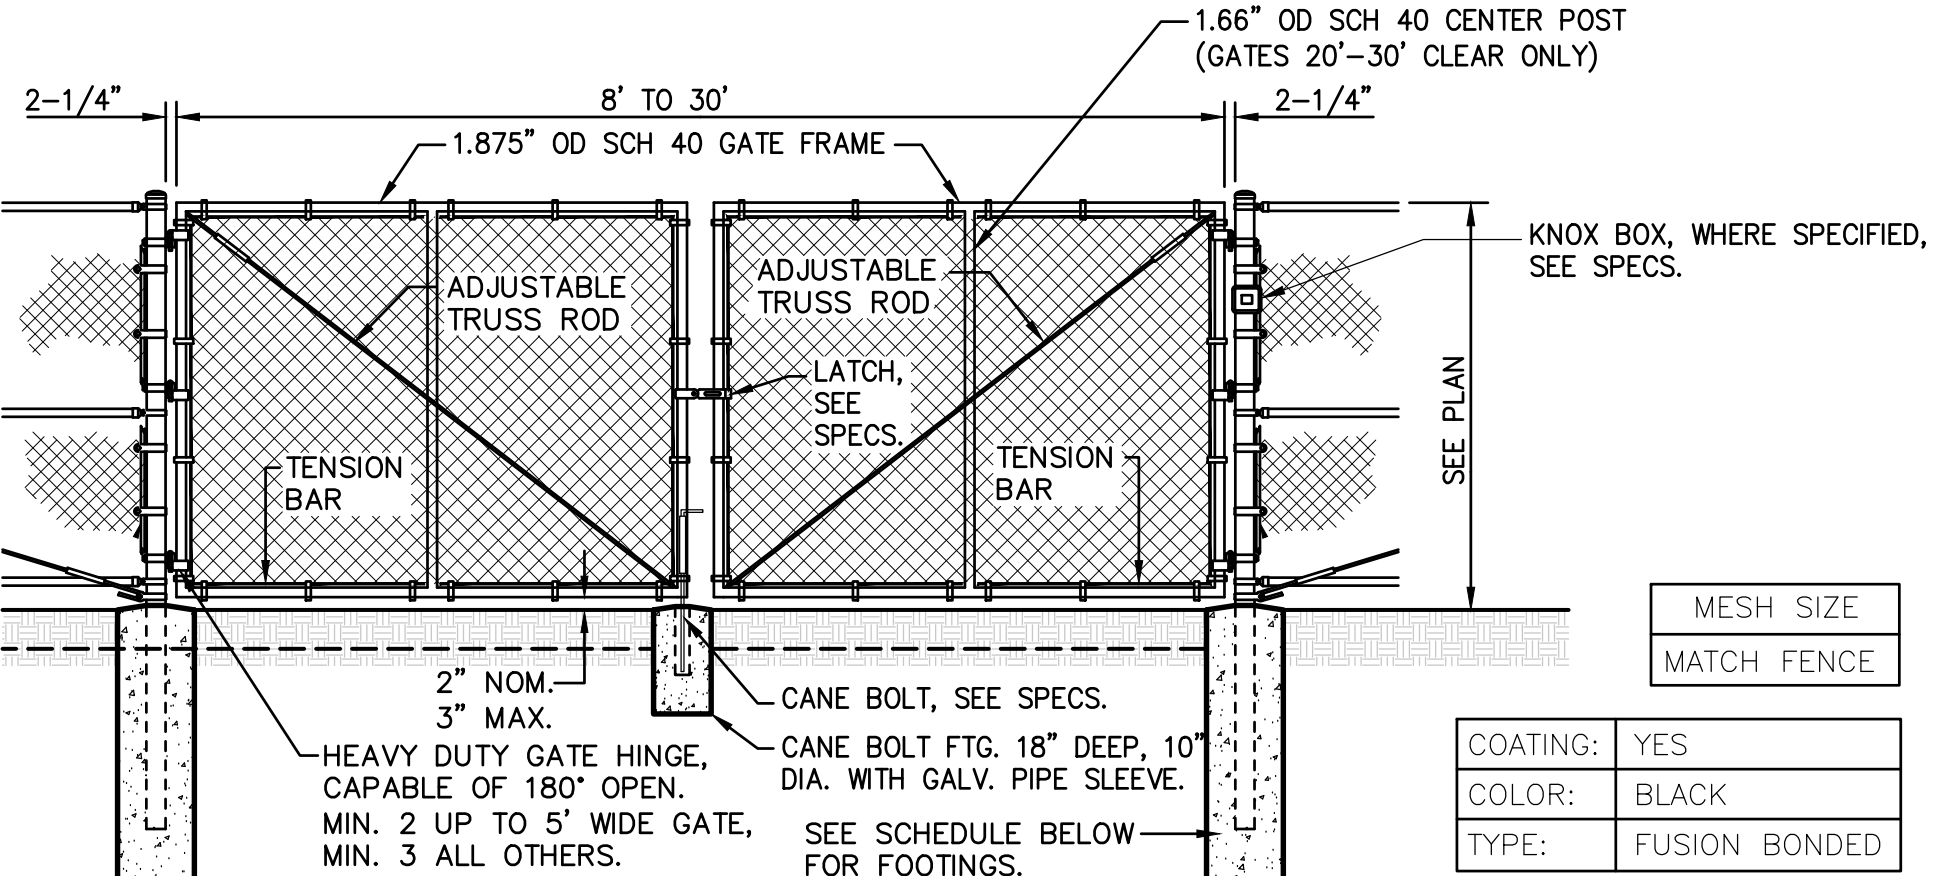 1.66” OD SCH 40 CENTER POST
(GATES 20’–30’ CLEAR ONLY)
2–1/4”
8’ TO 30’
2–1/4”
1.875” OD SCH 40 GATE FRAME
KNOX BOX, WHERE SPECIFIED,
SEE SPECS.
ADJUSTABLE
TRUSS ROD
ADJUSTABLE
TRUSS ROD
LATCH,
SEE
SPECS.
SEE PLAN
TENSION
BAR
TENSION
BAR
MESH SIZE
MATCH FENCE
2” NOM.
3” MAX.
CANE BOLT, SEE SPECS.
CANE BOLT FTG. 18” DEEP, 10”
DIA. WITH GALV. PIPE SLEEVE.
HEAVY DUTY GATE HINGE,
CAPABLE OF 180° OPEN.
MIN. 2 UP TO 5’ WIDE GATE,
MIN. 3 ALL OTHERS.
SEE SCHEDULE BELOW
FOR FOOTINGS.
COATING: YES
COLOR: BLACK
TYPE: FUSION BONDED